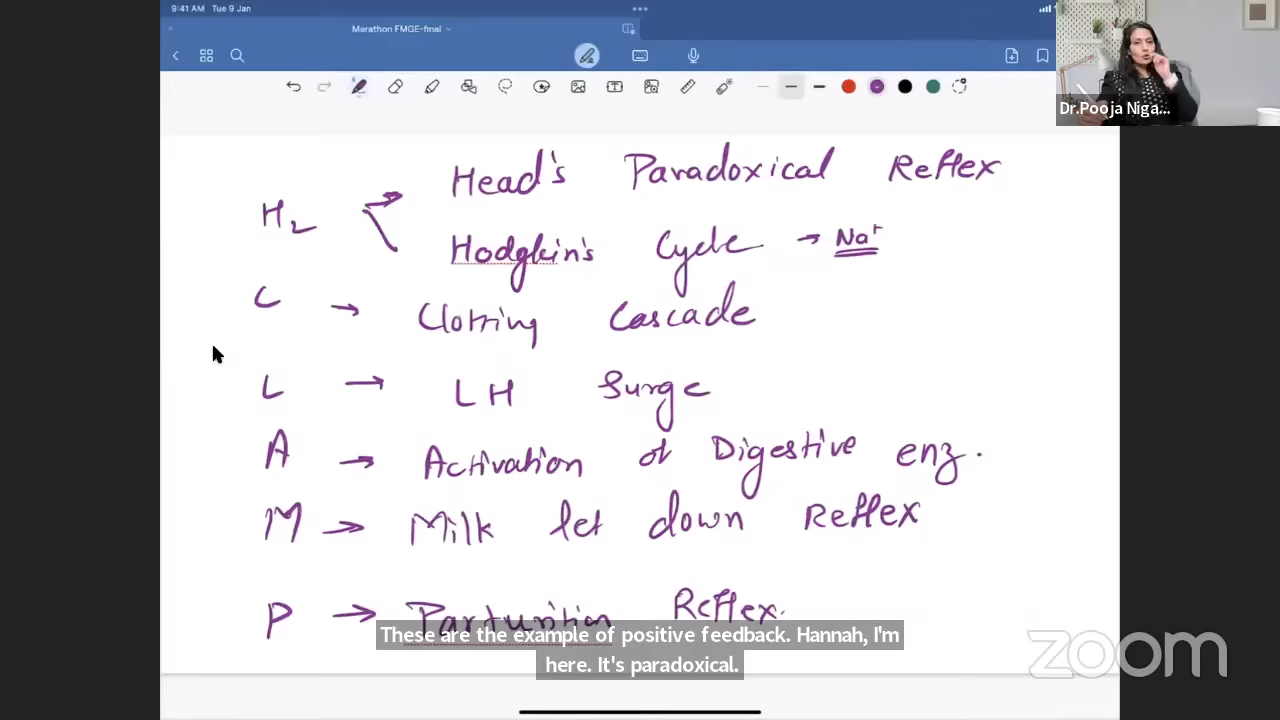 9:41 AM Tue 9 Jan
Marathon FMGE-final
Dr.Pooja Niga...
H2
Head's Paradoxical Reflex
Hodgkin's Cycle → Na+
C → Clotting Cascade
L → LH Surge
A → Activation of Digestive enz.
M → Milk let down Reflex
P → Parturition Reflex.
These are the example of positive feedback. Hannah, I'm
here. It's paradoxical.
zoom